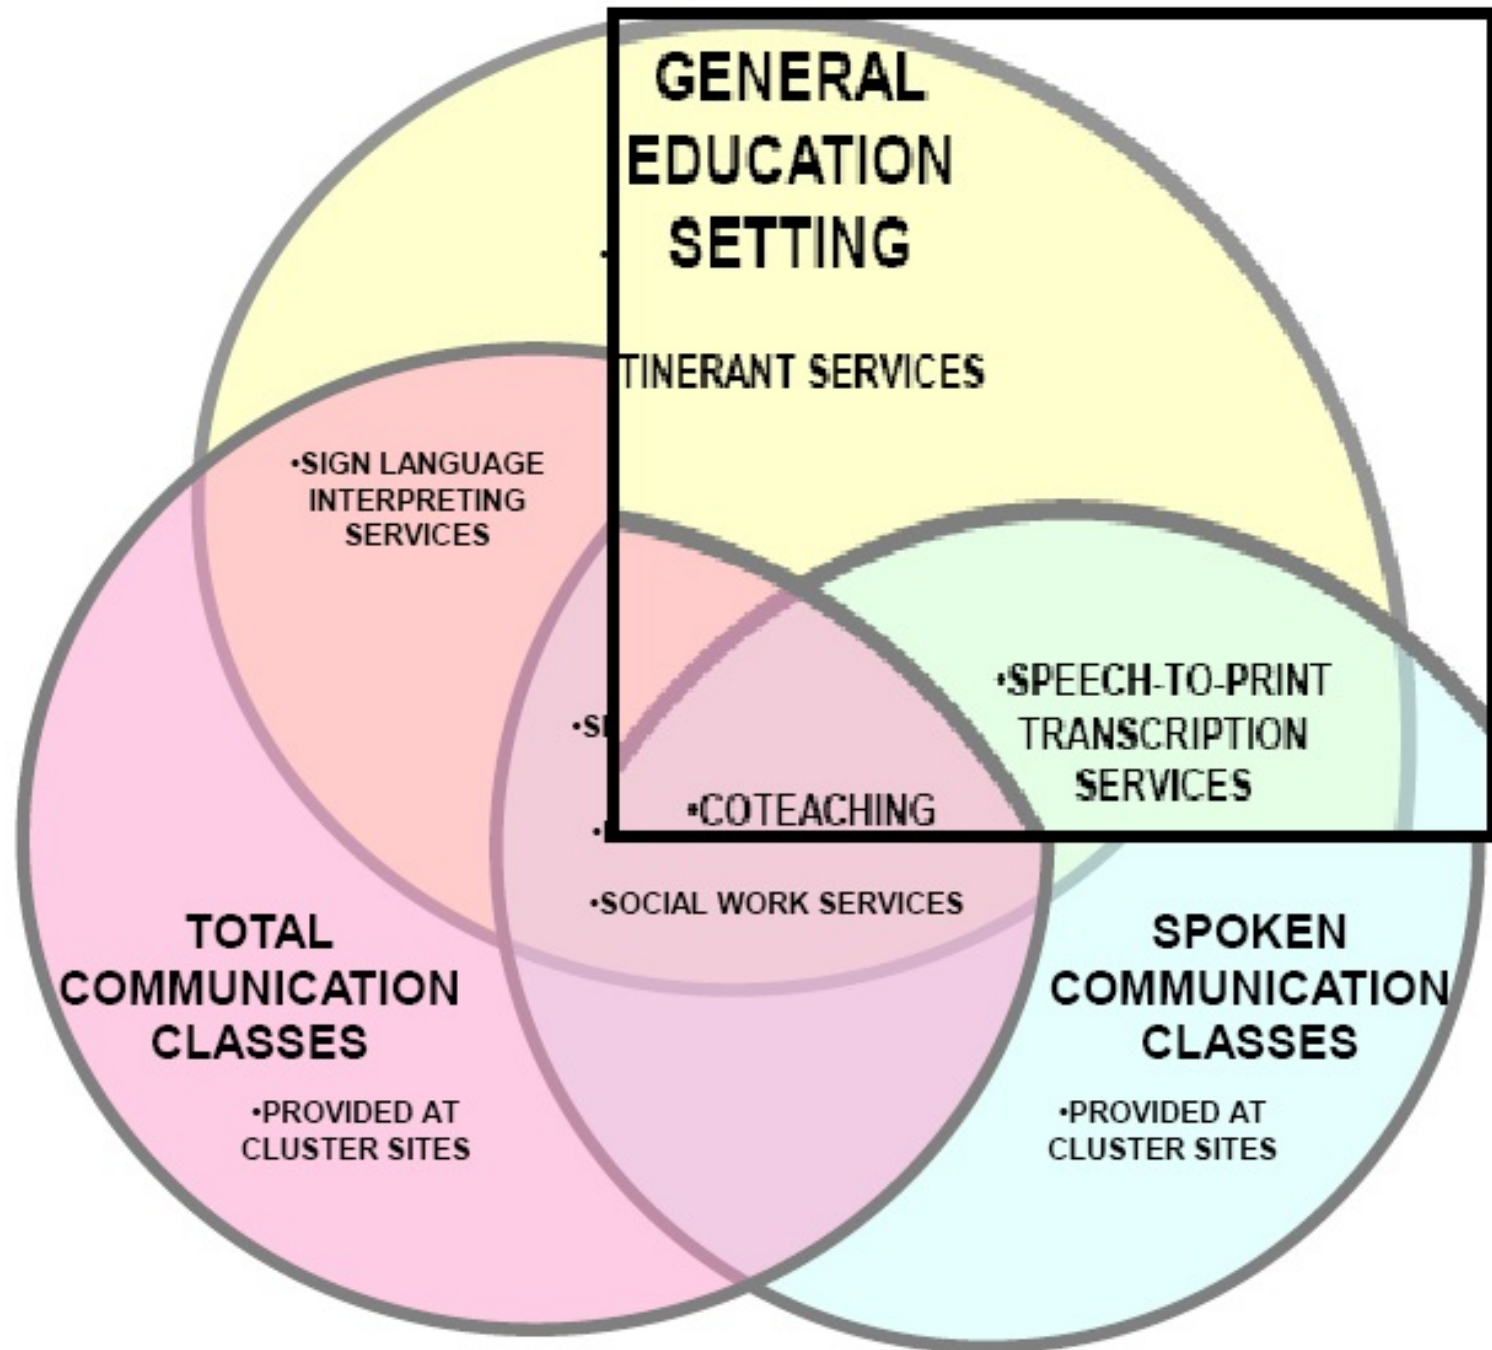 GENERAL
EDUCATION
SETTING
TINERANT SERVICES
•SIGN LANGUAGE
INTERPRETING
SERVICES
•SPEECH-TO-PRINT
TRANSCRIPTION
SERVICES
•COTEACHING
•SOCIAL WORK SERVICES
TOTAL
COMMUNICATION
CLASSES
•PROVIDED AT
CLUSTER SITES
SPOKEN
COMMUNICATION
CLASSES
•PROVIDED AT
CLUSTER SITES